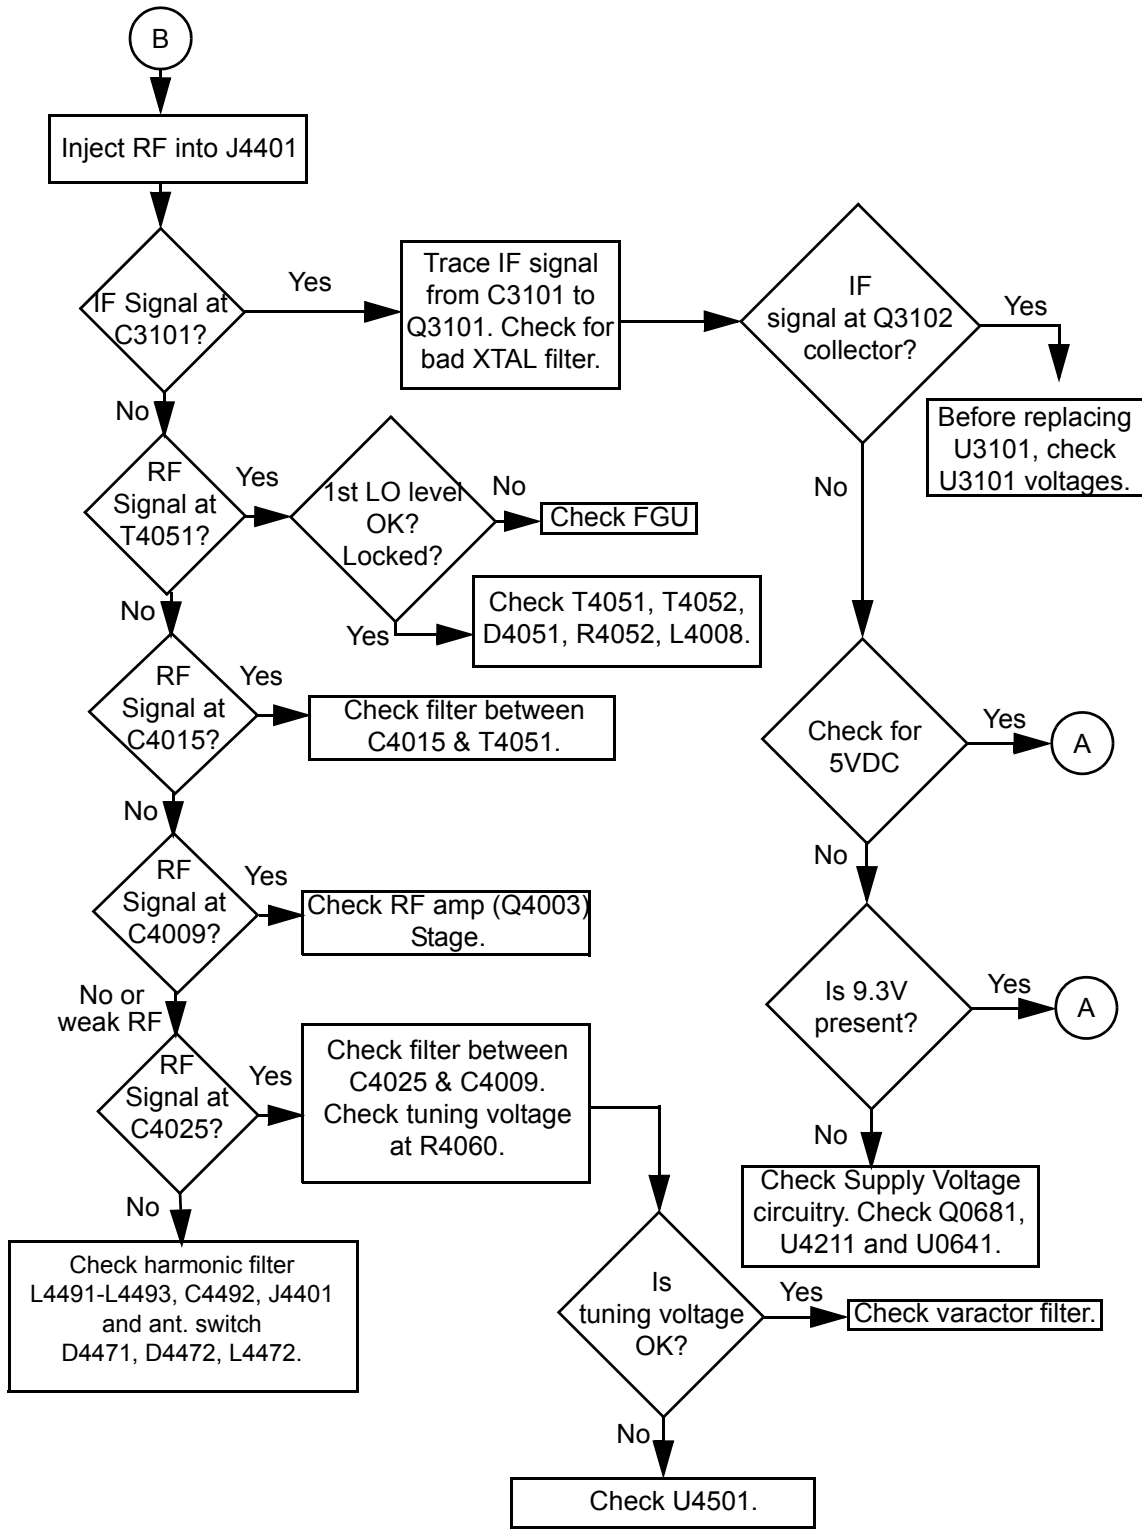 B
Inject RF into J4401
IF Signal at
C3101?
Yes
Trace IF signal
from C3101 to
Q3101. Check for
bad XTAL filter.
IF
signal at Q3102
collector?
Yes
Before replacing
U3101, check
U3101 voltages.
No
No
RF
Signal at
T4051?
Yes
1st LO level
OK?
Locked?
No
Check FGU
Yes
Check T4051, T4052,
D4051, R4052, L4008.
No
RF
Signal at
C4015?
Yes
Check filter between
C4015 & T4051.
Check for
5VDC
Yes
A
No
No
RF
Signal at
C4009?
Yes
Check RF amp (Q4003)
Stage.
Is 9.3V
present?
Yes
A
No or
weak RF
RF
Signal at
C4025?
Yes
Check filter between
C4025 & C4009.
Check tuning voltage
at R4060.
No
Check Supply Voltage
circuitry. Check Q0681,
U4211 and U0641.
No
Check harmonic filter
L4491-L4493, C4492, J4401
and ant. switch
D4471, D4472, L4472.
Is
tuning voltage
OK?
Yes
Check varactor filter.
No
Check U4501.